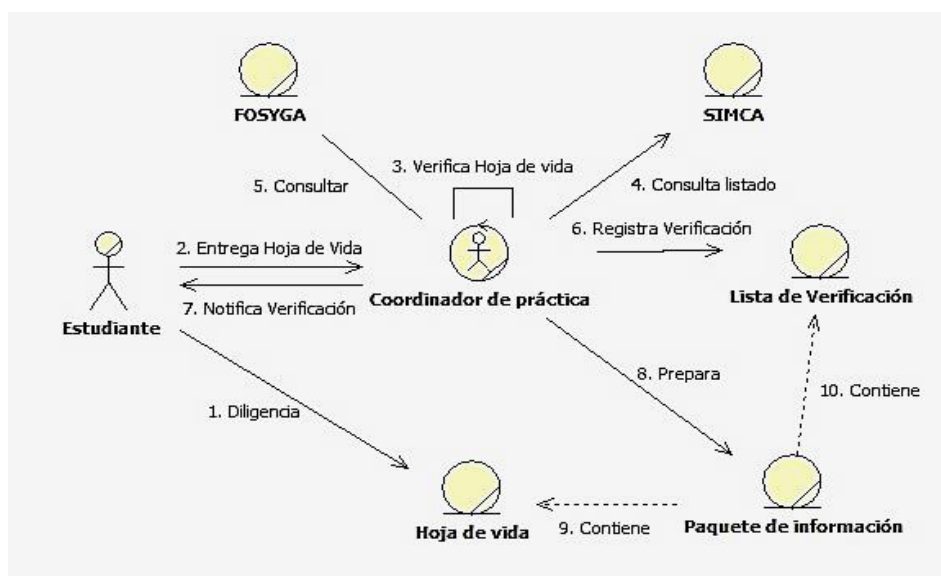 FOSYGA
SIMCA
3. Verifica Hoja de vida
5. Consultar
4. Consulta listado
6. Registra Verificación
2. Entrega Hoja de Vida
Coordinador de práctica
Lista de Verificación
7. Notifica Verificación
Estudiante
8. Prepara
10. Contiene
1. Diligencia
Hoja de vida
9. Contiene
Paquete de información